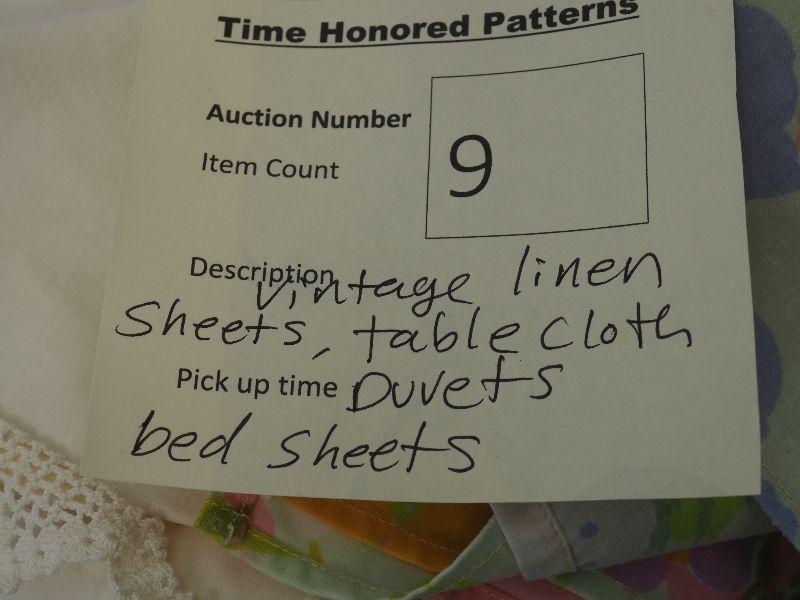 Time Honored Patterns
Auction Number
Item Count
9
Description vintage linen
Sheets, table cloth
Pick up time Duvets
bed sheets